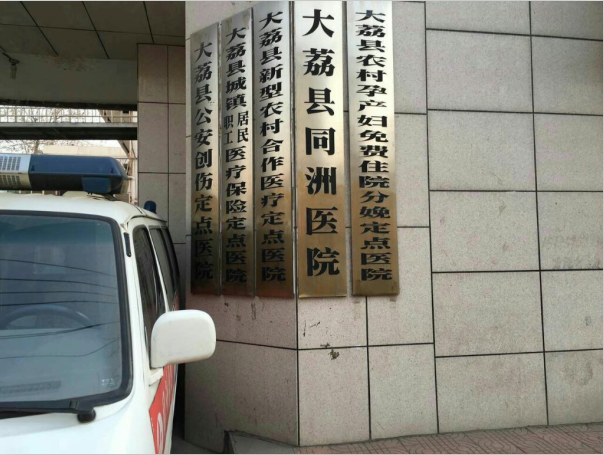 大荔县公安创伤定点医院
大荔县城镇居民职工医疗保险定点医院
大荔县新型农村合作医疗定点医院
大荔县同洲医院
大荔县农村孕产妇免费住院分娩定点医院